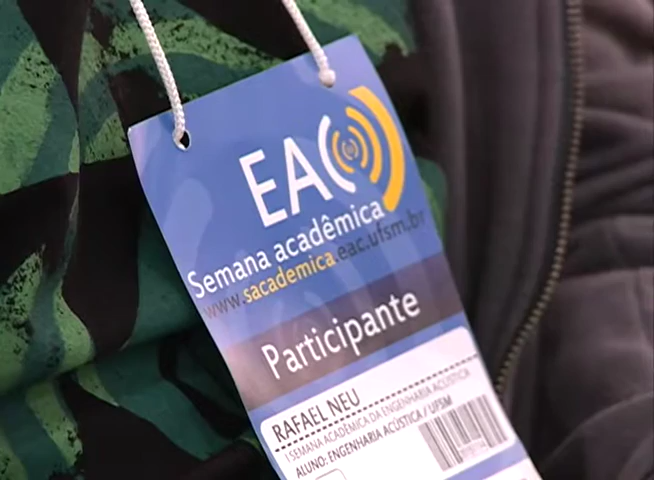 EAC
Semana acadêmica
www.sacademica.eac.ufsm.br
Participante
RAFAEL NEU
I SEMANA ACADÊMICA DA ENGENHARIA ACÚSTICA
ALUNO: ENGENHARIA ACÚSTICA / UFSM